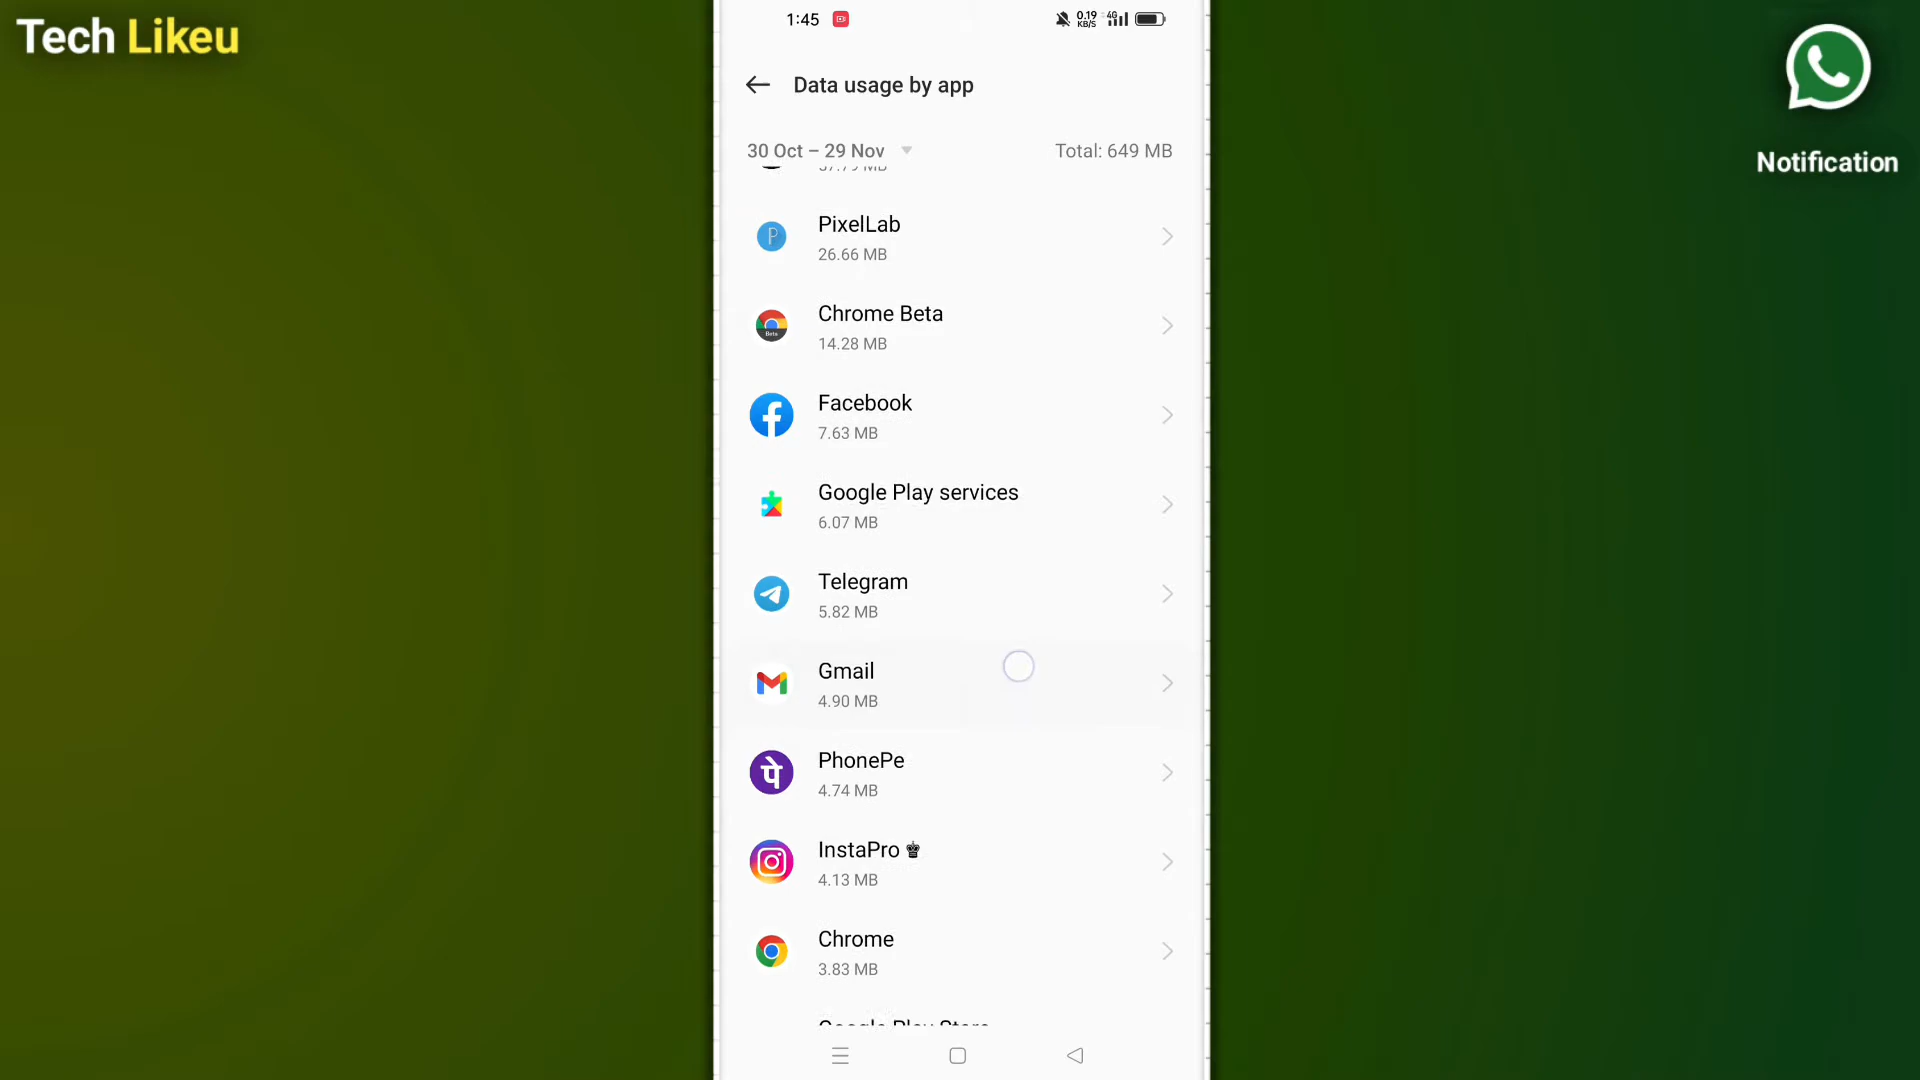 Tech Likeu
1:45
0.19
KB/S
4G
Data usage by app
30 Oct – 29 Nov
Total: 649 MB
PixelLab
26.66 MB
Chrome Beta
14.28 MB
Facebook
7.63 MB
Google Play services
6.07 MB
Telegram
5.82 MB
Gmail
4.90 MB
PhonePe
4.74 MB
InstaPro
4.13 MB
Chrome
3.83 MB
Google Play Store
Notification